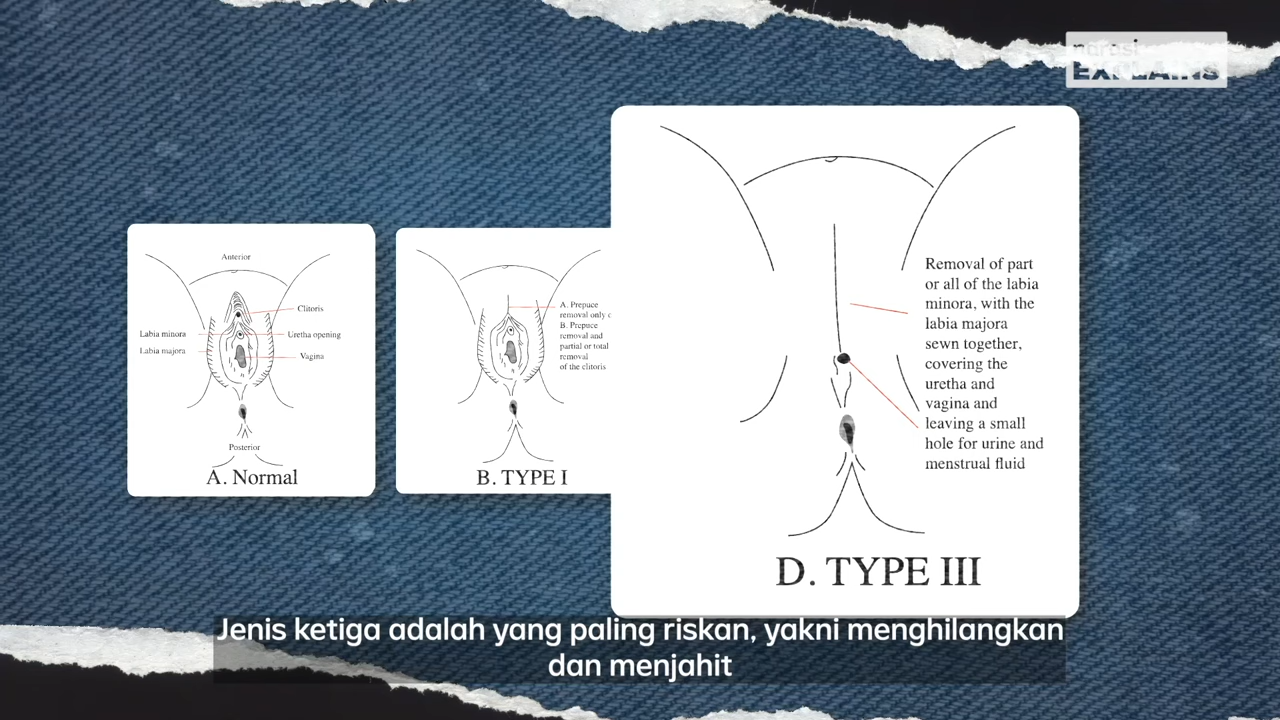 narasi
EXPLAINS
Anterior
Clitoris
Labia minora
Uretha opening
Labia majora
Vagina
Posterior
A. Normal
A. Prepuce
removal only
B. Prepuce
removal and
partial or total
removal
of the clitoris
B. TYPE I
Removal of part
or all of the labia
minora, with the
labia majora
sewn together,
covering the
uretha and
vagina and
leaving a small
hole for urine and
menstrual fluid
D. TYPE III
Jenis ketiga adalah yang paling riskan, yakni menghilangkan
dan menjahit